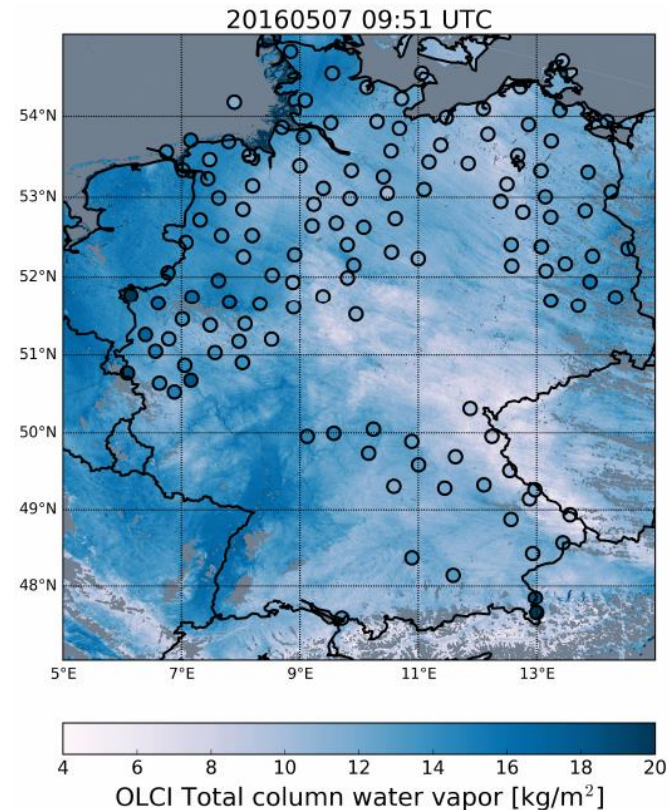 20160507 09:51 UTC
54°N
53°N
52°N
51°N
50°N
49°N
48°N
5°E 7°E 9°E 11°E 13°E
4 6 8 10 12 14 16 18 20
OLCI Total column water vapor [kg/m²]